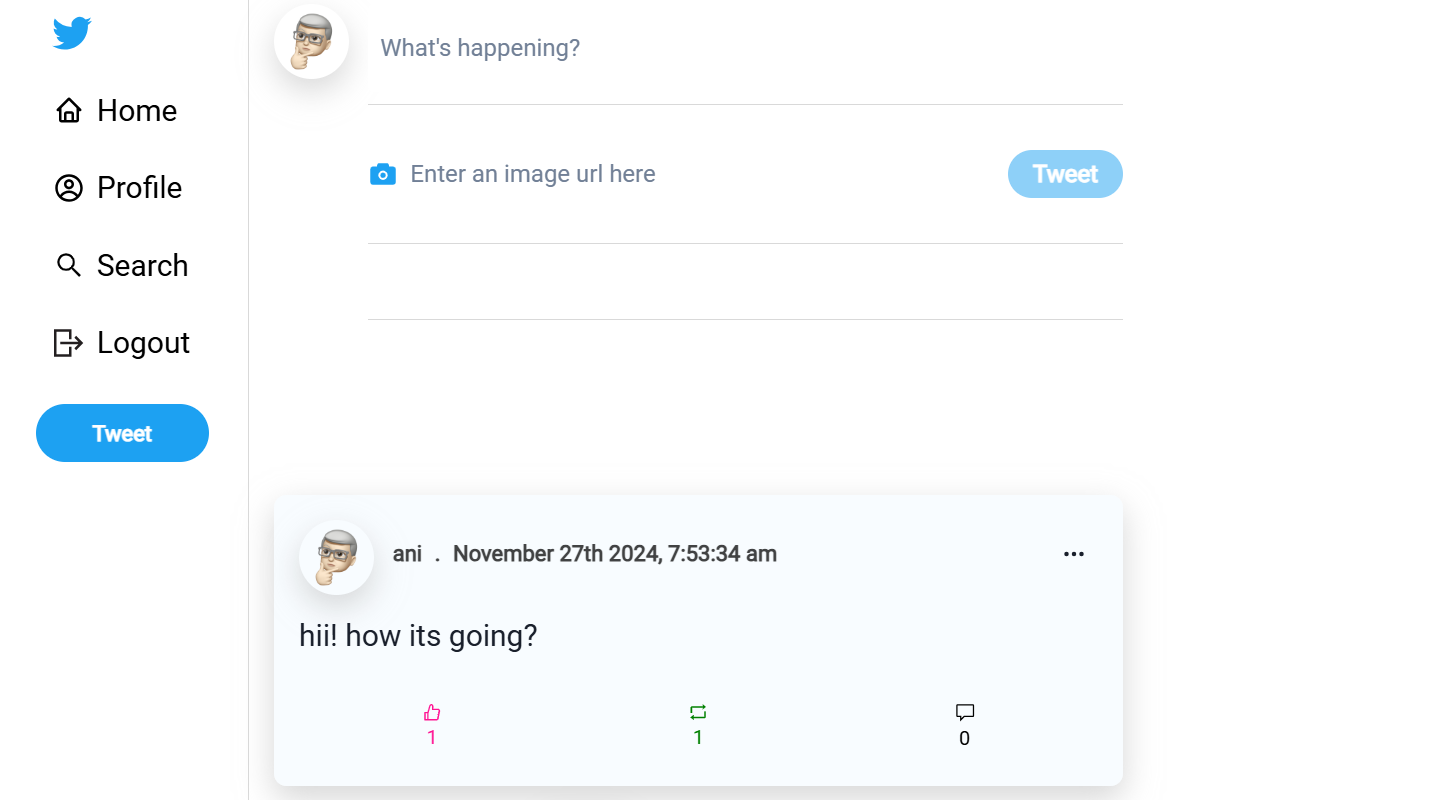 Home
Profile
Search
Logout
Tweet
What's happening?
Enter an image url here
Tweet
ani . November 27th 2024, 7:53:34 am
hii! how its going?
1 1 0